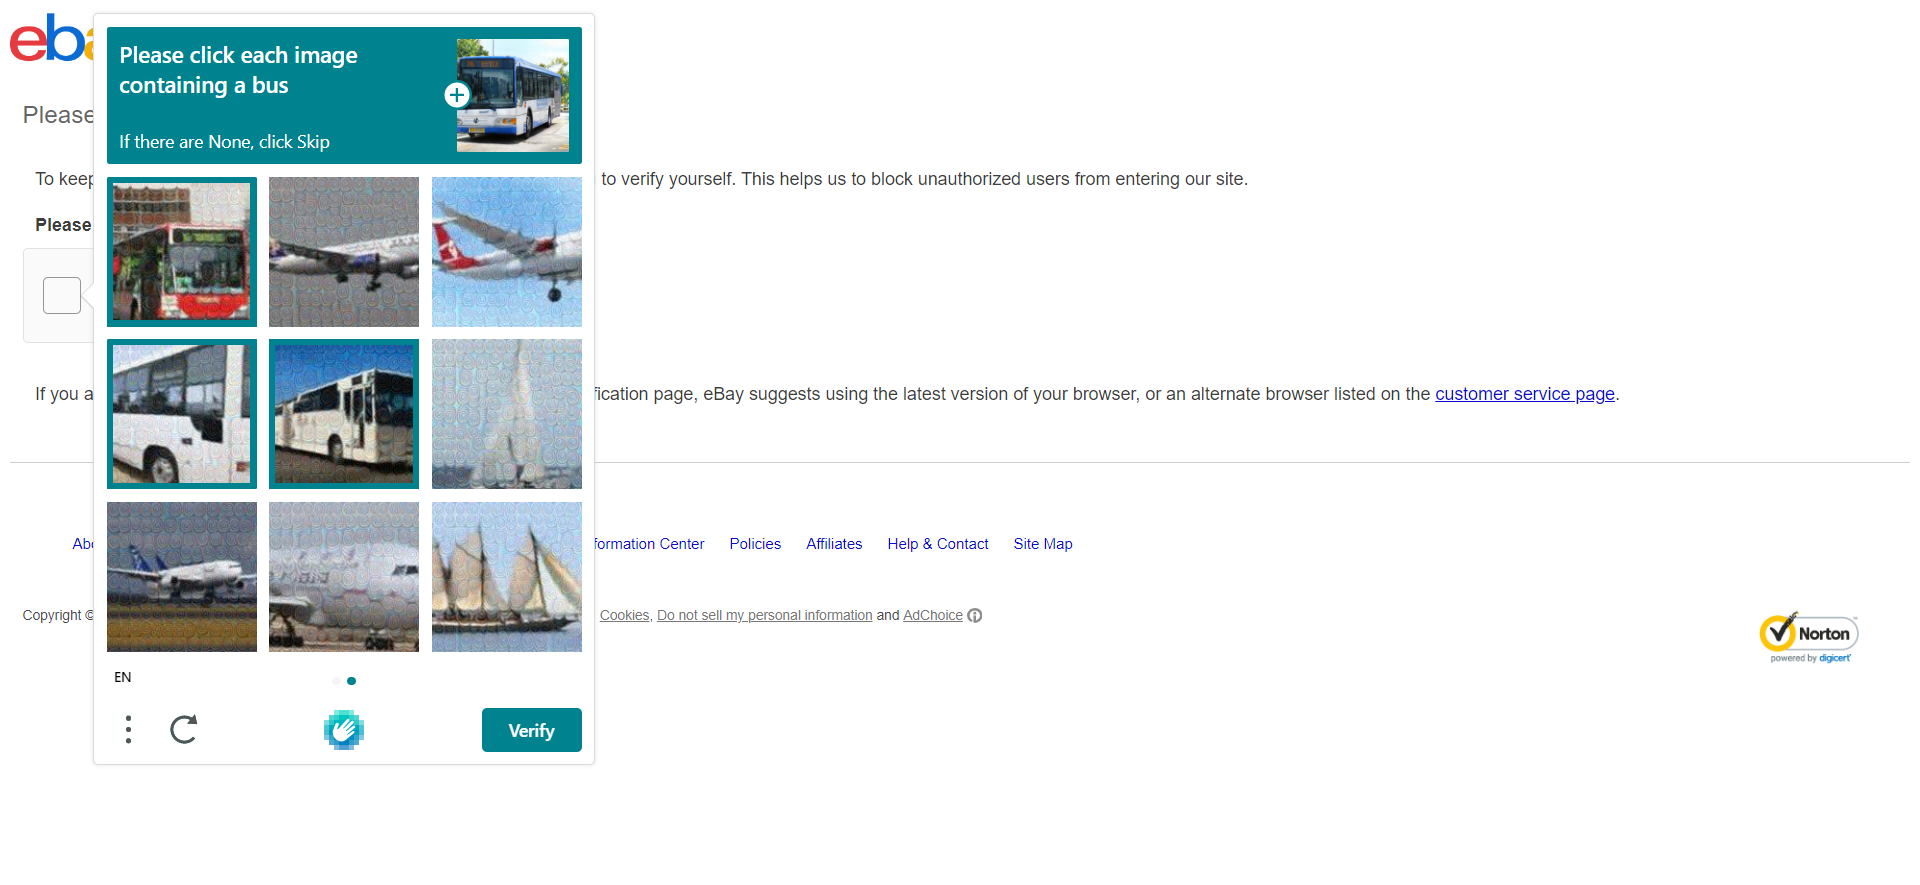 eb
Please click each image
containing a bus
If there are None, click Skip
Please
To keep
to verify yourself. This helps us to block unauthorized users from entering our site.
Please
If you a
fication page, eBay suggests using the latest version of your browser, or an alternate browser listed on the customer service page.
Abo
formation Center Policies Affiliates Help & Contact Site Map
Copyright ©
Cookies, Do not sell my personal information and AdChoice
Norton
powered by digicert
EN
Verify